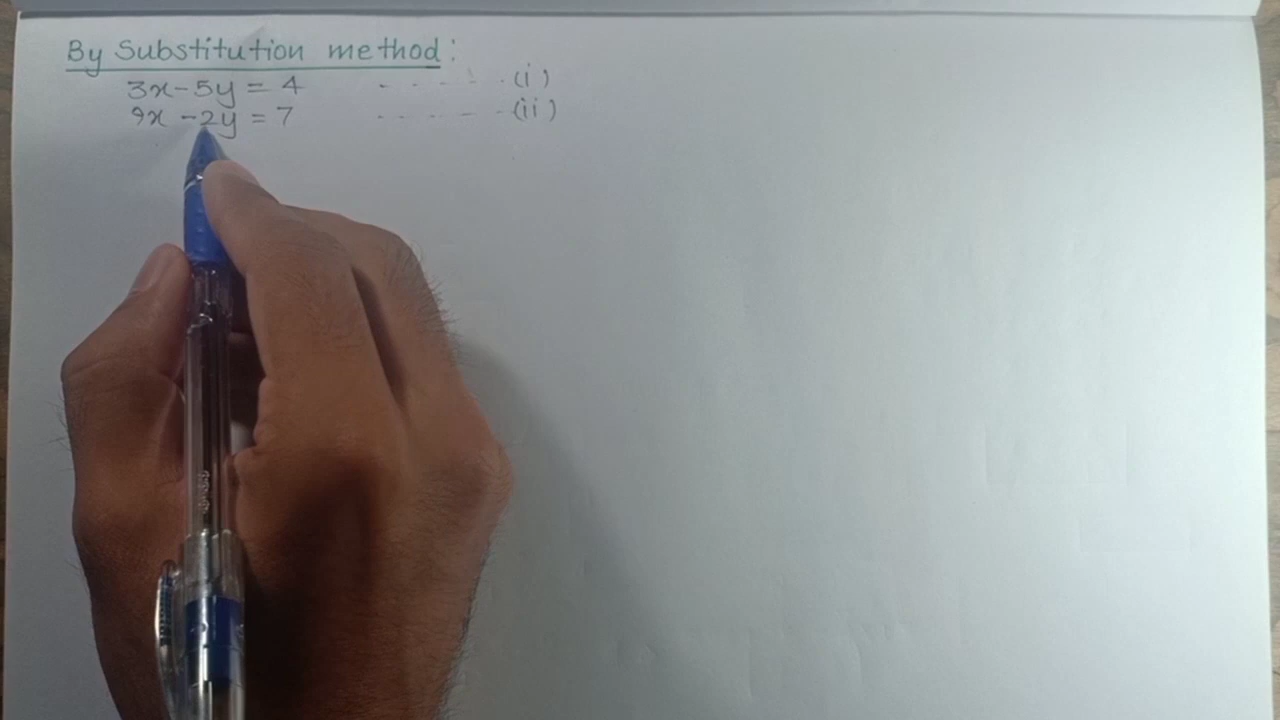 By Substitution method:
3x - 5y = 4 - - - - - - (i)
9x - 2y = 7 - - - - - - (ii)